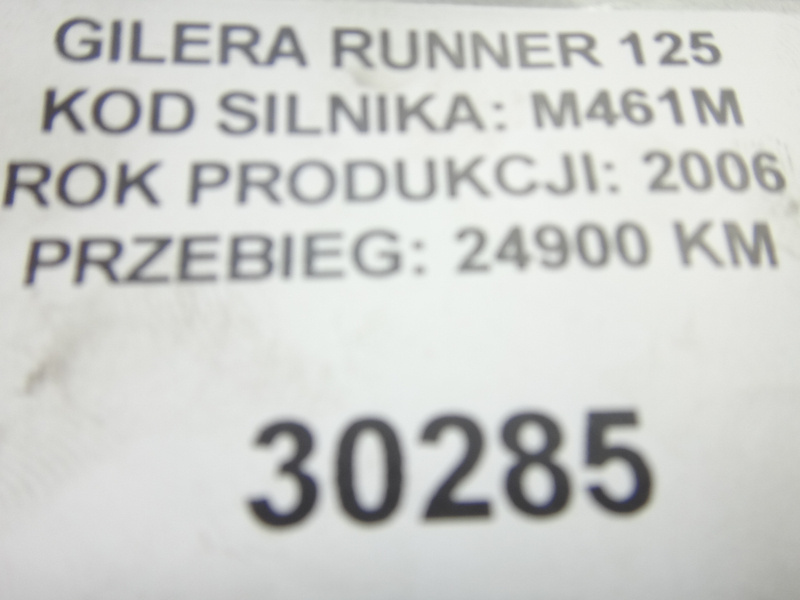 GILERA RUNNER 125
KOD SILNIKA: M461M
ROK PRODUKCJI: 2006
PRZEBIEG: 24900 KM
30285